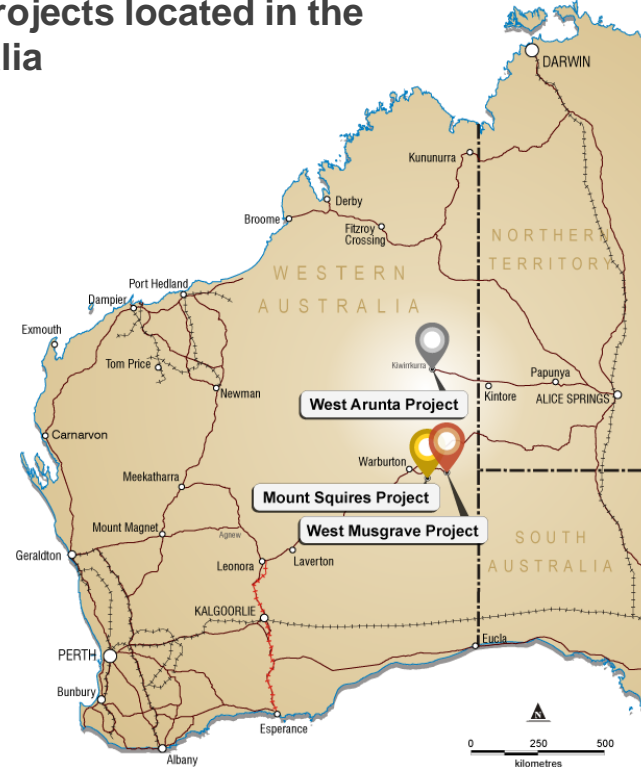 rojects located in the
lia
DARWIN
Kununurra
Derby
Broome
Fitzroy
Crossing
NORTHERN
TERRITORY
WESTERN
AUSTRALIA
Port Hedland
Dampier
Exmouth
Tom Price
Newman
Kiwirrkurra
Papunya
Kintore
ALICE SPRINGS
West Arunta Project
Carnarvon
Warburton
Meekatharra
Mount Squires Project
Mount Magnet
Agnew
West Musgrave Project
SOUTH
AUSTRALIA
Geraldton
Leonora
Laverton
KALGOORLIE
PERTH
Eucla
Bunbury
Esperance
Albany
N
0 250 500
kilometres